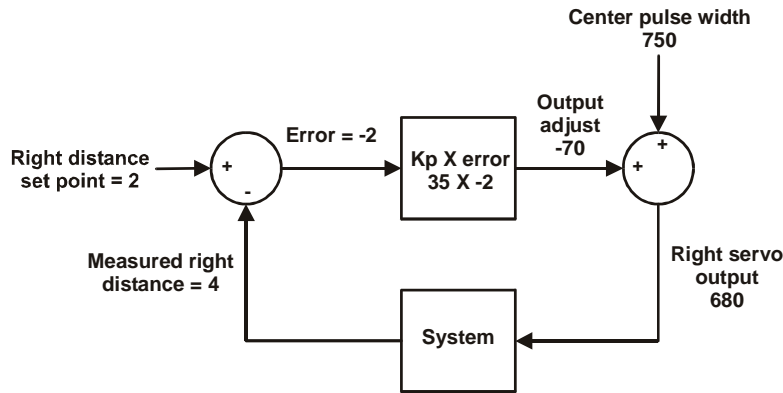 Center pulse width
750
Output
adjust
-70
Error = -2
Right distance
set point = 2
+
-
Kp X error
35 X -2
+
+
Measured right
distance = 4
System
Right servo
output
680